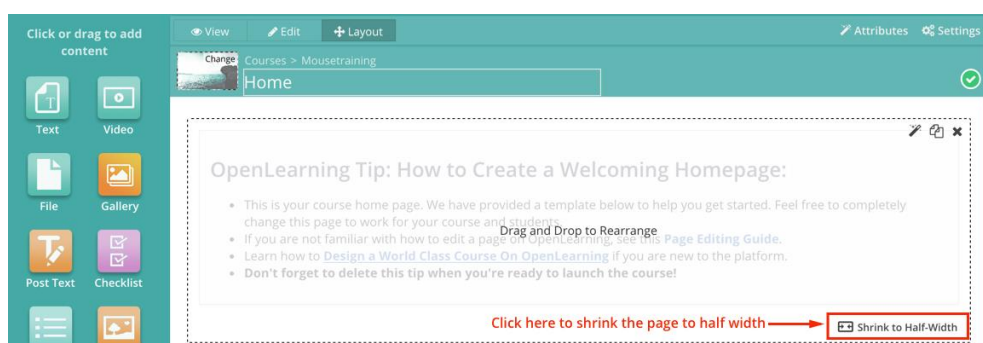 Click or drag to add
content
Text
Video
File
Gallery
Post Text
Checklist
View
Edit
Layout
Attributes
Settings
Change
Courses > Mousetraining
Home
OpenLearning Tip: How to Create a Welcoming Homepage:
• This is your course home page. We have provided a template below to help you get started. Feel free to completely
change this page to work for your course and students.
Drag and Drop to Rearrange
• If you are not familiar with how to edit a page on OpenLearning, see this Page Editing Guide.
• Learn how to Design a World Class Course On OpenLearning if you are new to the platform.
• Don't forget to delete this tip when you're ready to launch the course!
Click here to shrink the page to half width
Shrink to Half-Width